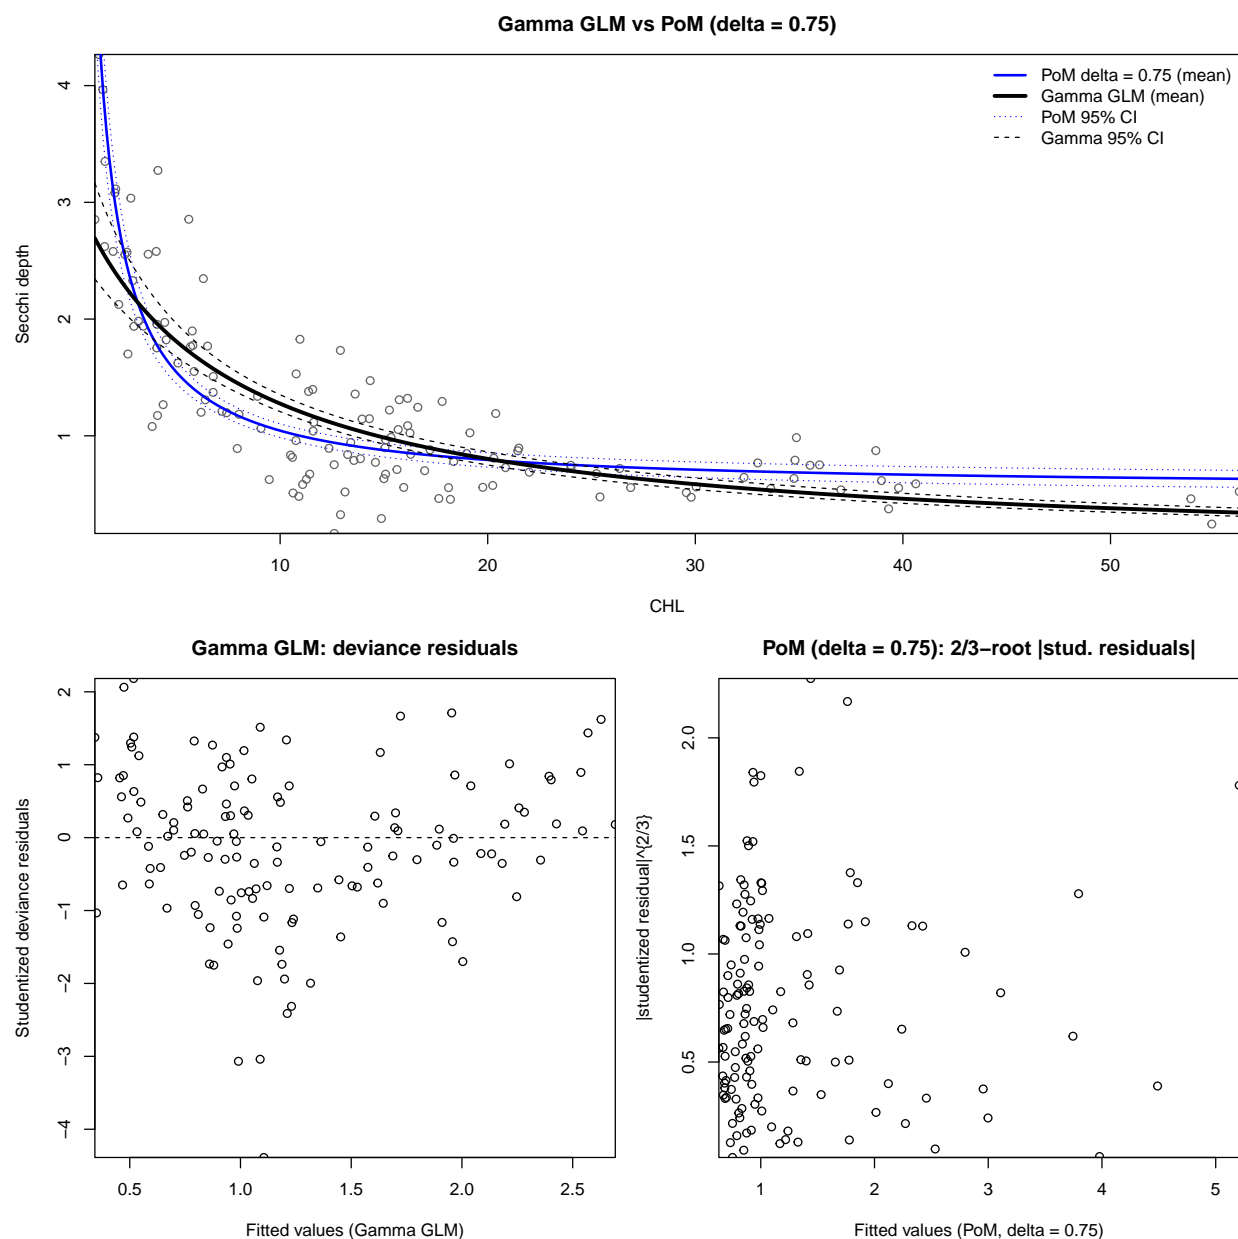 Gamma GLM vs PoM (delta = 0.75)
4
3
2
1
Secchi depth
PoM delta = 0.75 (mean)
Gamma GLM (mean)
PoM 95% CI
Gamma 95% CI
10 20 30 40 50
CHL
Gamma GLM: deviance residuals
2
1
0
−1
−2
−3
−4
Studentized deviance residuals
0.5 1.0 1.5 2.0 2.5
Fitted values (Gamma GLM)
PoM (delta = 0.75): 2/3−root |stud. residuals|
2.0
1.5
1.0
0.5
|studentized residual|^{2/3}
1 2 3 4 5
Fitted values (PoM, delta = 0.75)